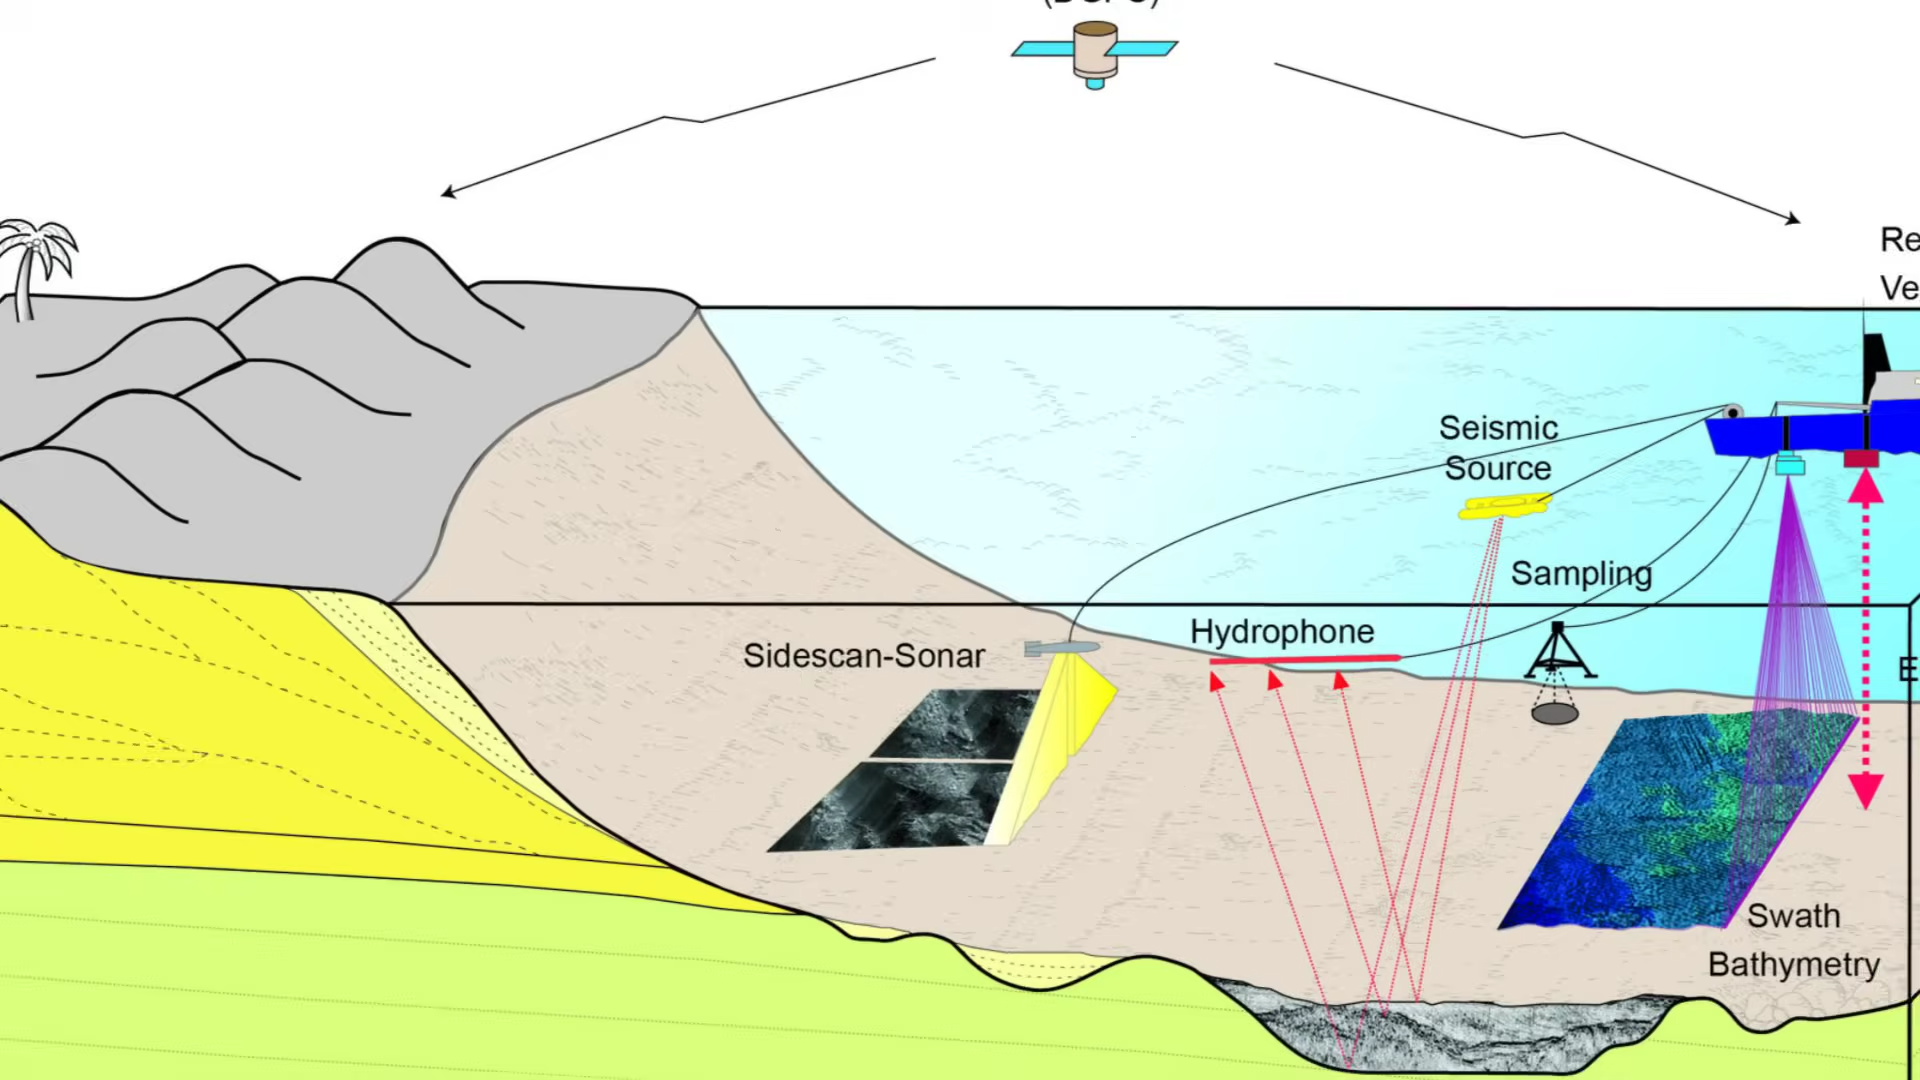 Seismic
Source
Sampling
Hydrophone
Sidescan-Sonar
Swath
Bathymetry